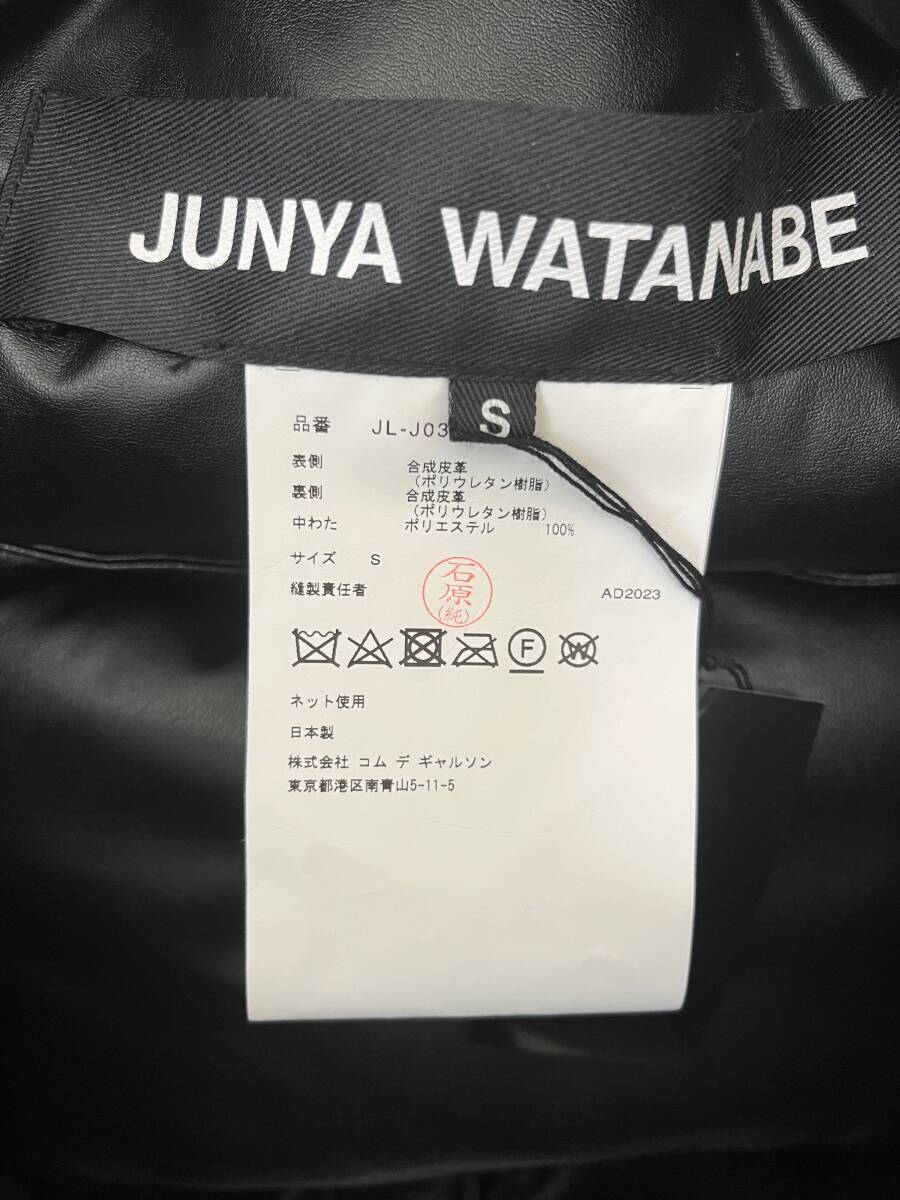 JUNYA WATANABE
S
品番 JL-J03
表側 合成皮革
(ポリウレタン樹脂)
裏側 合成皮革
(ポリウレタン樹脂)
中わた ポリエステル 100%
サイズ S
縫製責任者 石原(純) AD2023
F W
ネット使用
日本製
株式会社 コム デ ギャルソン
東京都港区南青山5-11-5